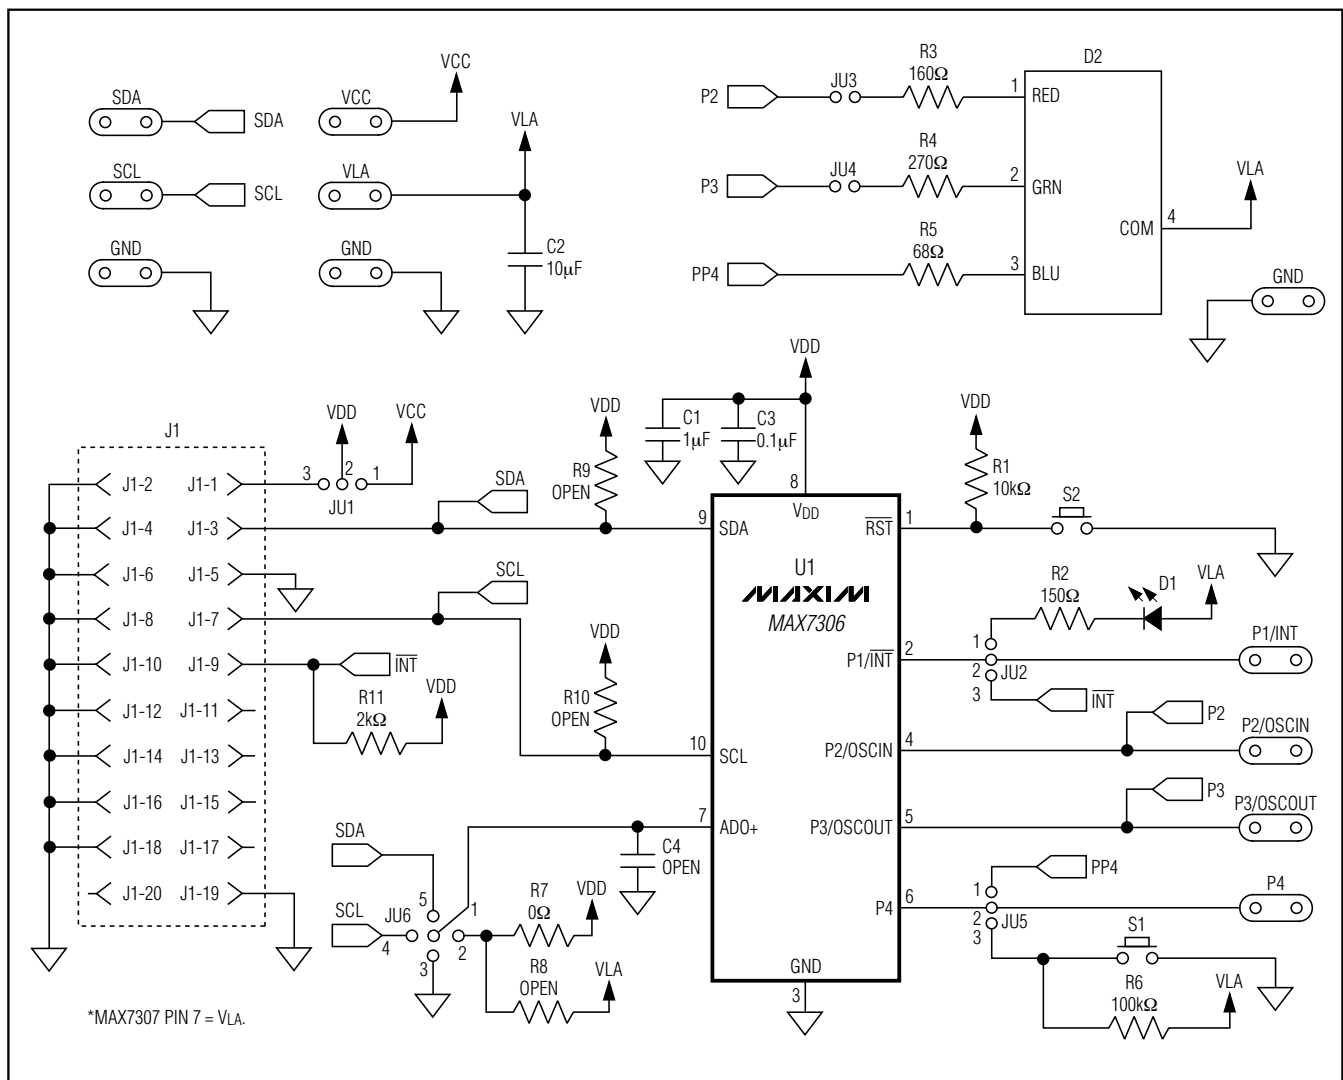 SDA
SDA
SCL
SCL
GND
VCC
VCC
VLA
VLA
GND
C2
10µF
P2
JU3
R3
160Ω
1
RED
D2
P3
JU4
R4
270Ω
2
GRN
PP4
R5
68Ω
3
BLU
COM
4
VLA
GND
J1
J1-2 J1-1
J1-4 J1-3
J1-6 J1-5
J1-8 J1-7
J1-10 J1-9
J1-12 J1-11
J1-14 J1-13
J1-16 J1-15
J1-18 J1-17
J1-20 J1-19
VDD
VCC
3 2 1
JU1
SDA
SCL
INT
R11
2kΩ
VDD
VDD
R9
OPEN
VDD
R10
OPEN
VDD
C1
1µF
C3
0.1µF
8
VDD
9
SDA
U1
MAXIM
MAX7306
10
SCL
7
AD0+
GND
3
RST
1
P1/INT
2
P2/OSCIN
4
P3/OSCOUT
5
P4
6
VDD
R1
10kΩ
S2
R2
150Ω
D1
VLA
1
2
3
JU2
INT
P1/INT
P2
P2/OSCIN
P3
P3/OSCOUT
PP4
1
2
3
JU5
P4
S1
R6
100kΩ
VLA
C4
OPEN
SDA
SCL
JU6
5
4
3
1
2
R7
0Ω
VDD
R8
OPEN
VLA
*MAX7307 PIN 7 = VLA.